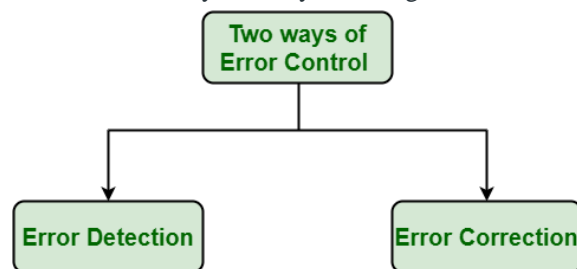 Two ways of
Error Control
Error Detection
Error Correction